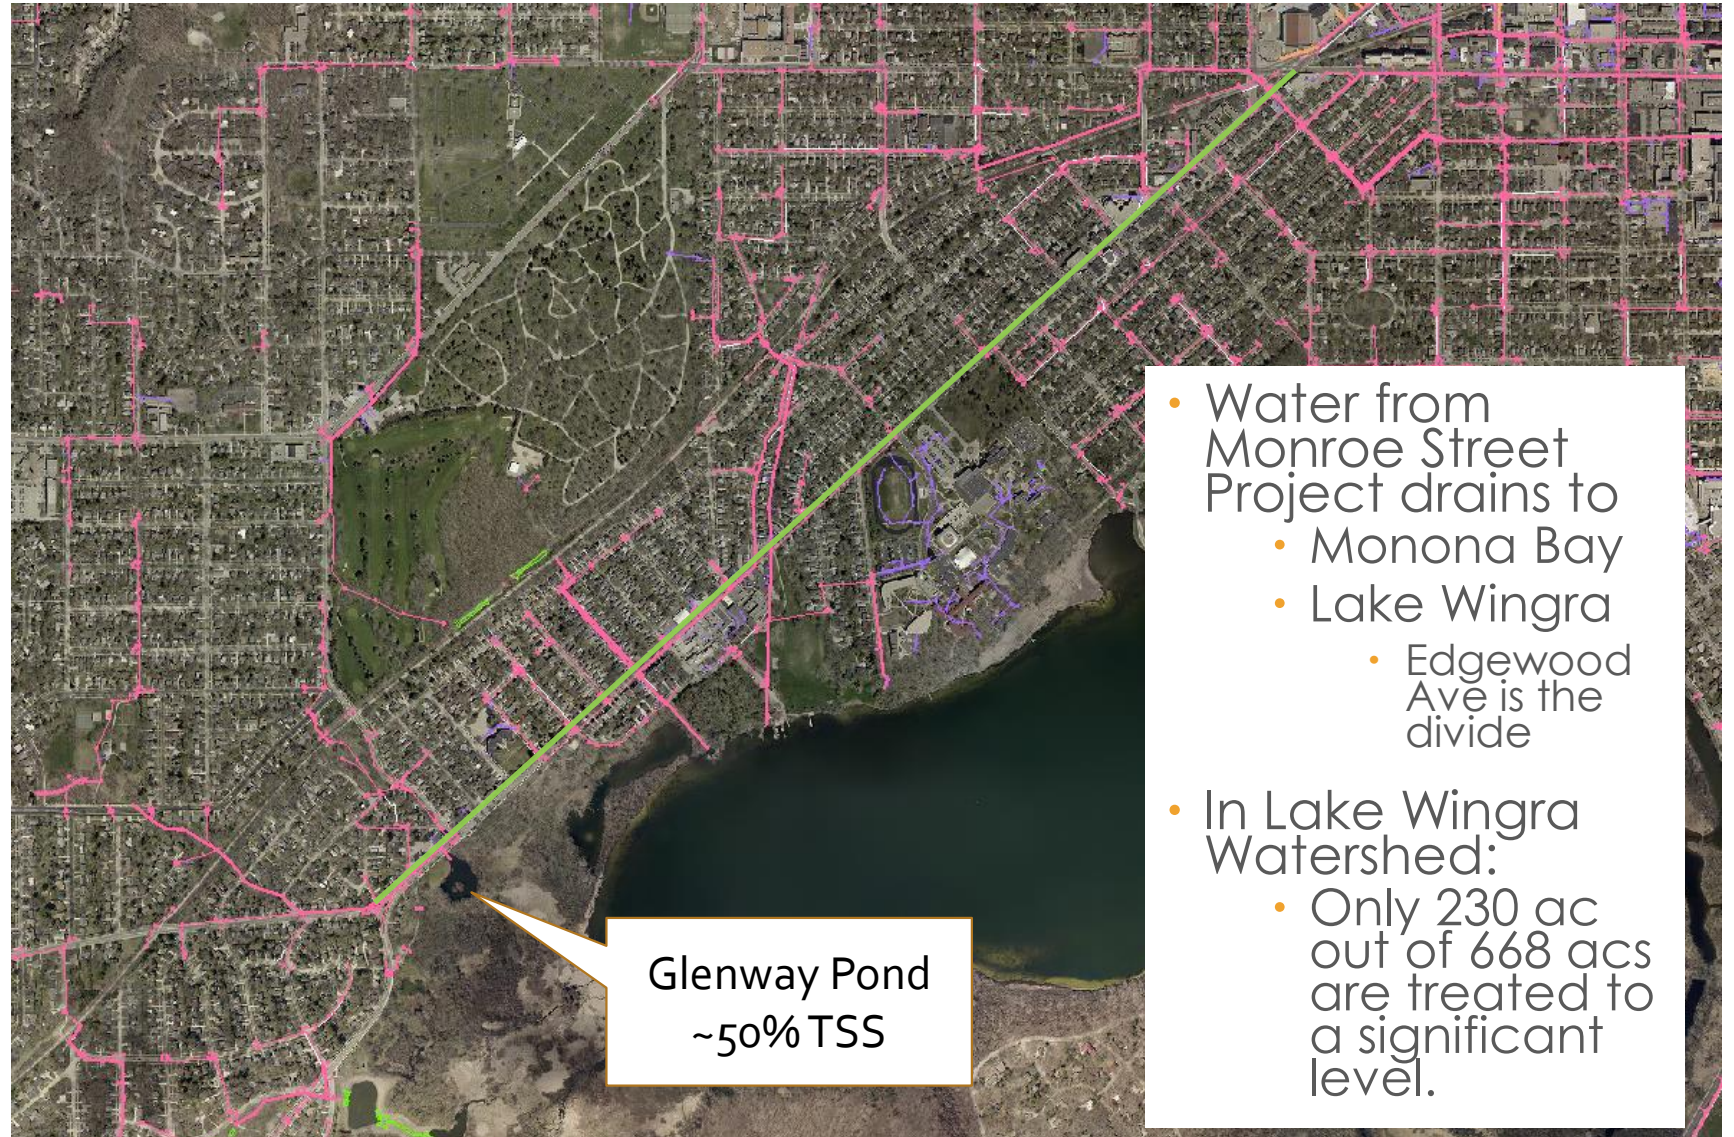 • Water from
Monroe Street
Project drains to
• Monona Bay
• Lake Wingra
• Edgewood
Ave is the
divide
• In Lake Wingra
Watershed:
• Only 230 ac
out of 668 acs
are treated to
a significant
level.
Glenway Pond
~50% TSS